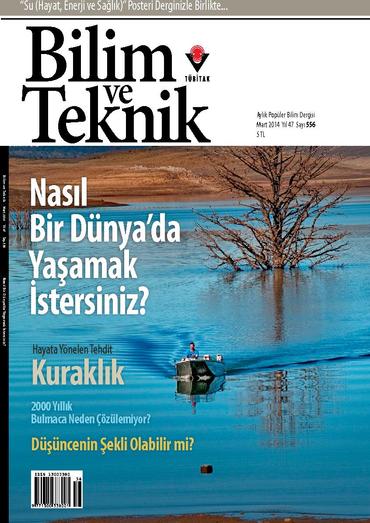 "Su (Hayat, Enerji ve Sağlık)" Posteri Derginizle Birlikte...
Bilim
ve
Teknik
TÜBİTAK
Aylık Popüler Bilim Dergisi
Mart 2014 Yıl 47 Sayı 556
5 TL
Nasıl
Bir Dünya'da
Yaşamak
İstersiniz?
Hayata Yönelen Tehdit
Kuraklık
2000 Yıllık
Bulmaca Neden Çözülemiyor?
Düşüncenin Şekli Olabilir mi?